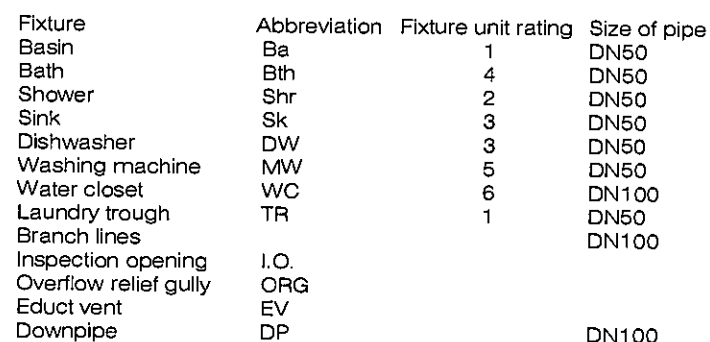 Fixture Abbreviation Fixture unit rating Size of pipe
Basin Ba 1 DN50
Bath Bth 4 DN50
Shower Shr 2 DN50
Sink Sk 3 DN50
Dishwasher DW 3 DN50
Washing machine MW 5 DN50
Water closet WC 6 DN100
Laundry trough TR 1 DN50
Branch lines DN100
Inspection opening I.O.
Overflow relief gully ORG
Educt vent EV
Downpipe DP DN100